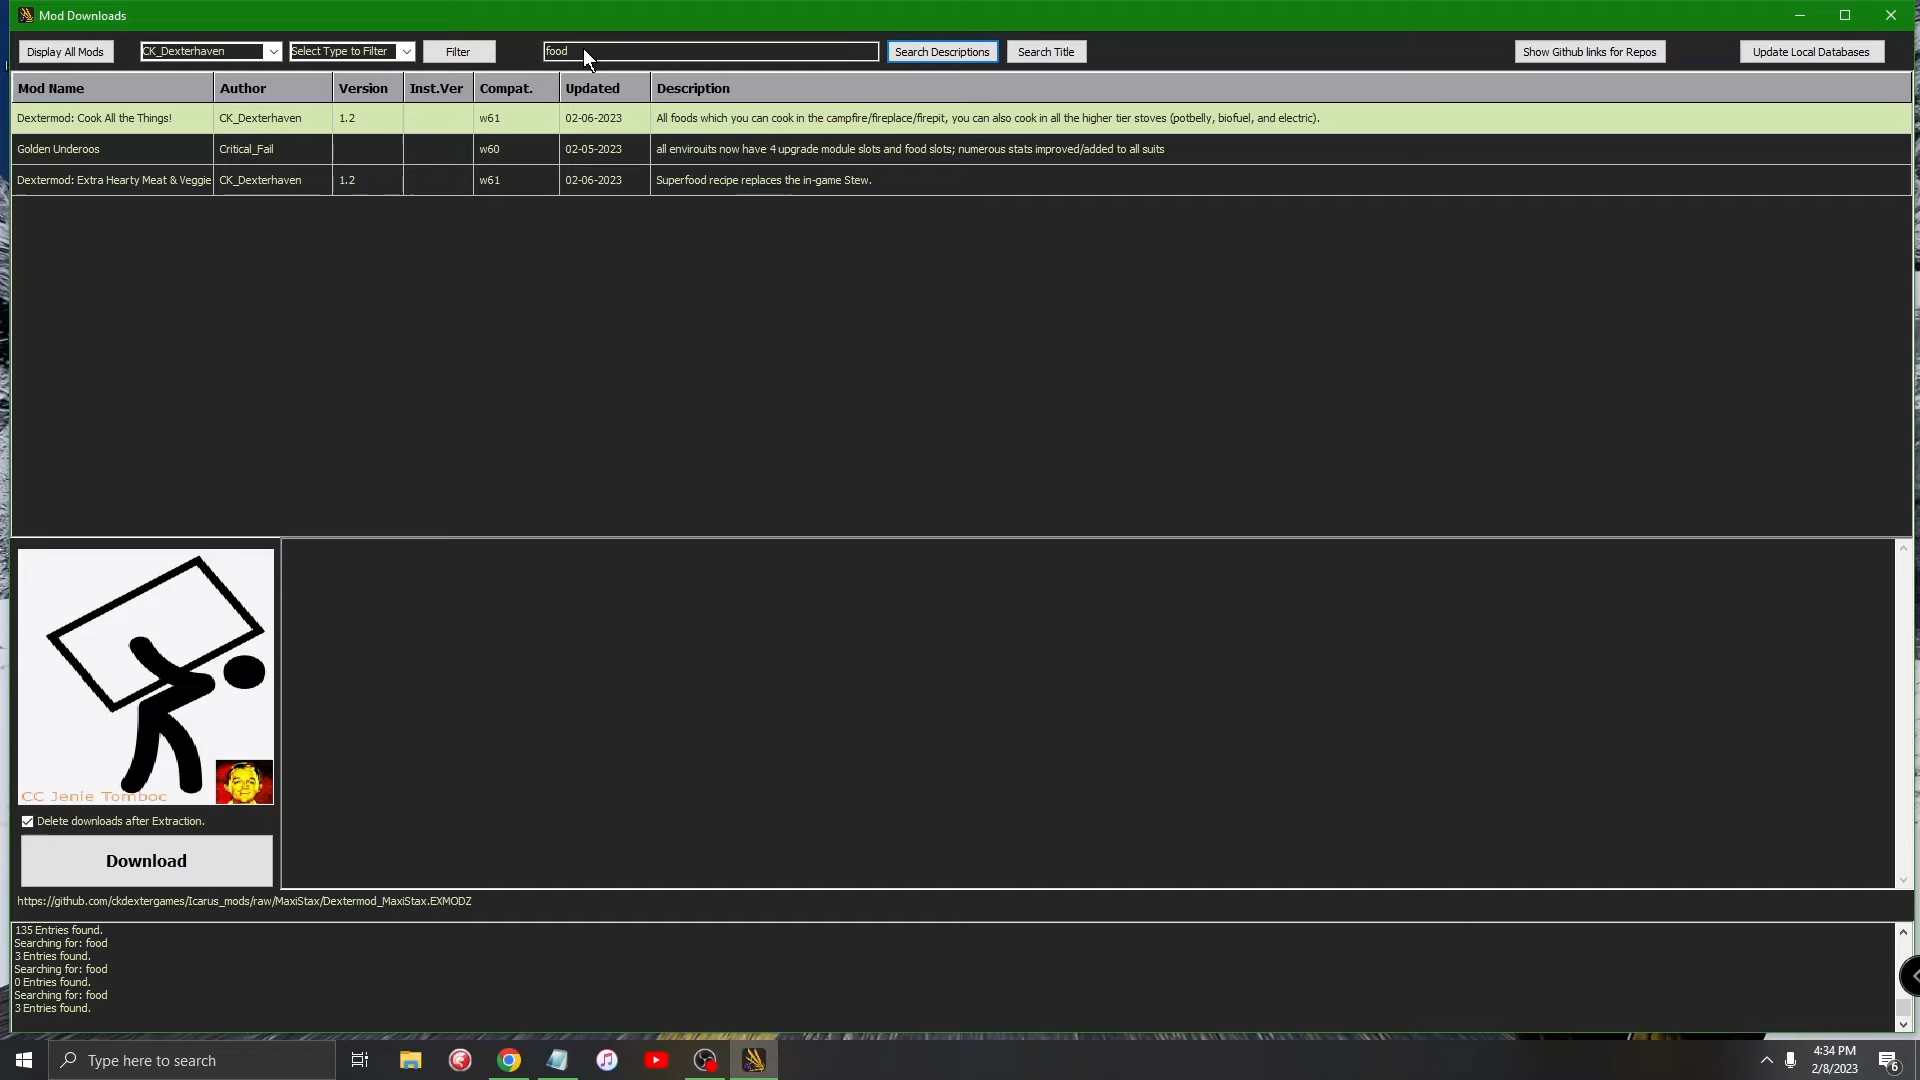 Mod Downloads
Display All Mods CK_Dexterhaven Select Type to Filter Filter food Search Descriptions Search Title Show Github links for Repos Update Local Databases
Mod Name Author Version Inst.Ver Compat. Updated Description
Dextermod: Cook All the Things! CK_Dexterhaven 1.2 w61 02-06-2023 All foods which you can cook in the campfire/fireplace/firepit, you can also cook in all the higher tier stoves (potbelly, biofuel, and electric).
Golden Underoos Critical_Fail w60 02-05-2023 all envirouits now have 4 upgrade module slots and food slots; numerous stats improved/added to all suits
Dextermod: Extra Hearty Meat & Veggie CK_Dexterhaven 1.2 w61 02-06-2023 Superfood recipe replaces the in-game Stew.
CC Jenie Tomboc
Delete downloads after Extraction.
Download
https://github.com/ckdextergames/Icarus_mods/raw/MaxiStax/Dextermod_MaxiStax.EXMODZ
135 Entries found.
Searching for: food
3 Entries found.
Searching for: food
0 Entries found.
Searching for: food
3 Entries found.
Type here to search
4:34 PM
2/8/2023
6